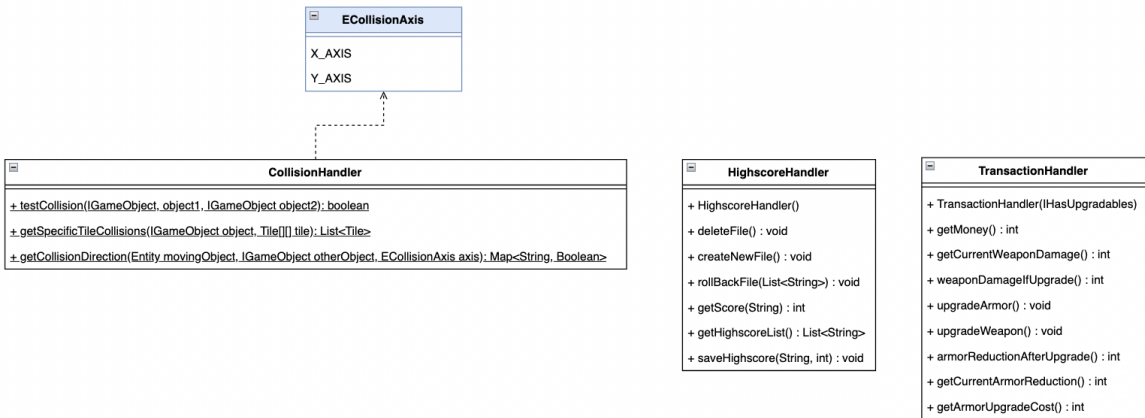 ECollisionAxis
X_AXIS
Y_AXIS
CollisionHandler
+ testCollision(IGameObject, object1, IGameObject object2): boolean
+ getSpecificTileCollisions(IGameObject object, Tile[][] tile): List<Tile>
+ getCollisionDirection(Entity movingObject, IGameObject otherObject, ECollisionAxis axis): Map<String, Boolean>
HighscoreHandler
+ HighscoreHandler()
+ deleteFile() : void
+ createNewFile() : void
+ rollBackFile(List<String>) : void
+ getScore(String) : int
+ getHighscoreList() : List<String>
+ saveHighscore(String, int) : void
TransactionHandler
+ TransactionHandler(IHasUpgradables)
+ getMoney() : int
+ getCurrentWeaponDamage() : int
+ weaponDamageIfUpgrade() : int
+ upgradeArmor() : void
+ upgradeWeapon() : void
+ armorReductionAfterUpgrade() : int
+ getCurrentArmorReduction() : int
+ getArmorUpgradeCost() : int